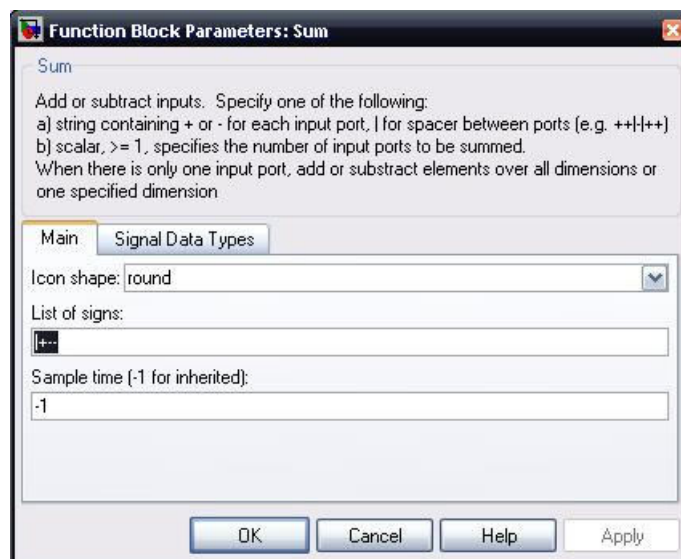 Function Block Parameters: Sum
Sum
Add or subtract inputs. Specify one of the following:
a) string containing + or - for each input port, | for spacer between ports (e.g. ++|-|++)
b) scalar, >= 1, specifies the number of input ports to be summed.
When there is only one input port, add or substract elements over all dimensions or
one specified dimension
Main Signal Data Types
Icon shape: round
List of signs:
|+--
Sample time (-1 for inherited):
-1
OK Cancel Help Apply